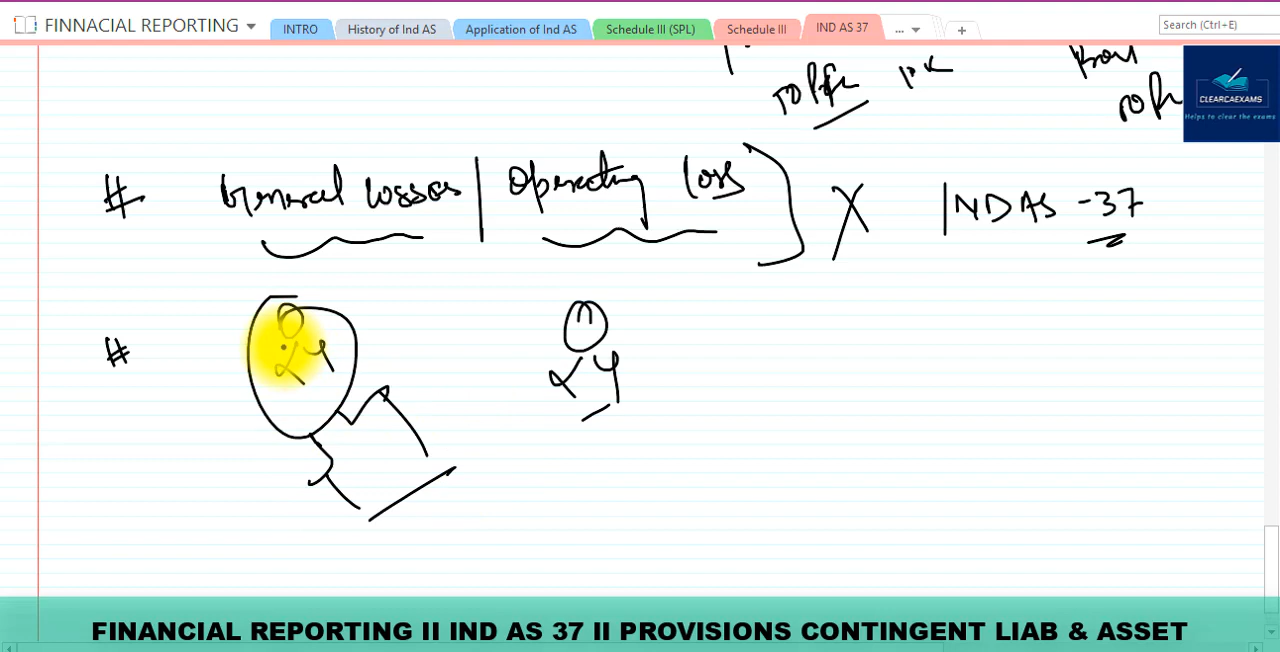 FINNACIAL REPORTING
INTRO
History of Ind AS
Application of Ind AS
Schedule III (SPL)
Schedule III
IND AS 37
...
+
Search (Ctrl+E)
CLEARCAEXAMS
Helps to clear the exams
# General losses | Operating loss ) X INDAS -37
#
FINANCIAL REPORTING II IND AS 37 II PROVISIONS CONTINGENT LIAB & ASSET